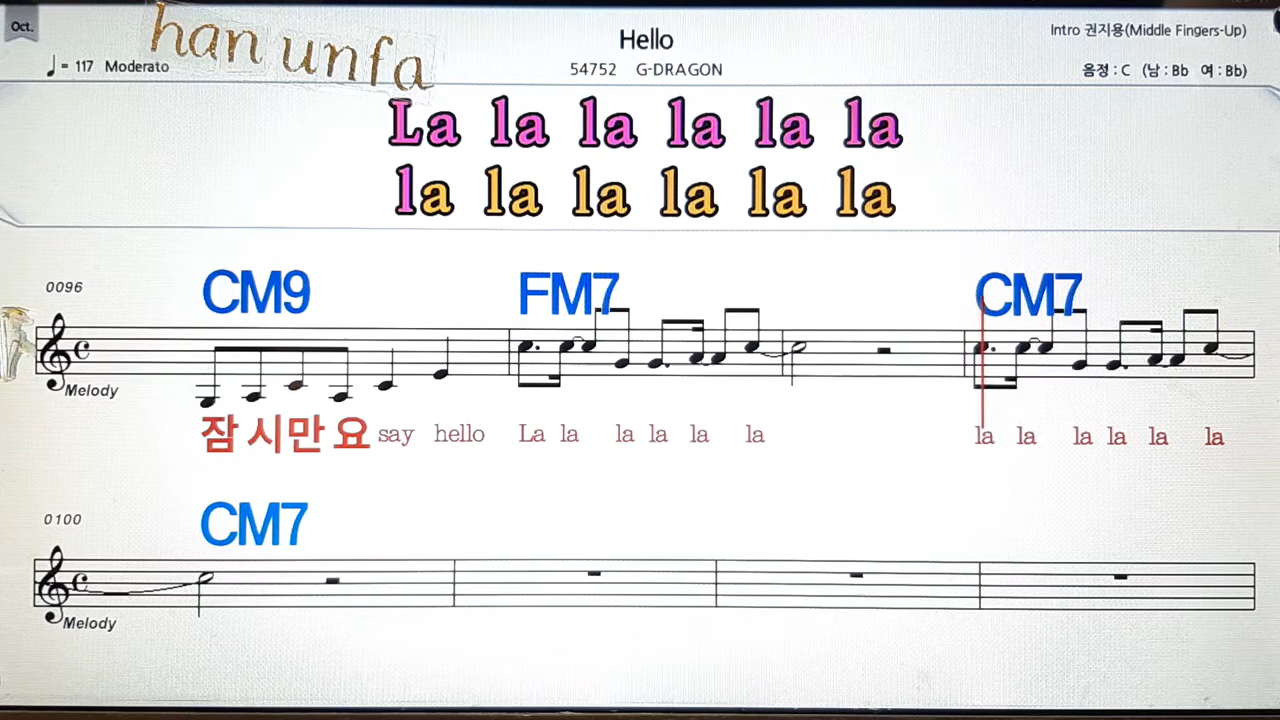 Oct.
han unfa
Hello
Intro 권지용(Middle Fingers-Up)
♩= 117 Moderato
54752 G-DRAGON
음정 : C (남 : Bb 여 : Bb)
La la la la la la
la la la la la la
0096
CM9 FM7 CM7
Melody
잠 시 만 요 say hello La la la la la la la la la la la la
0100
CM7
Melody